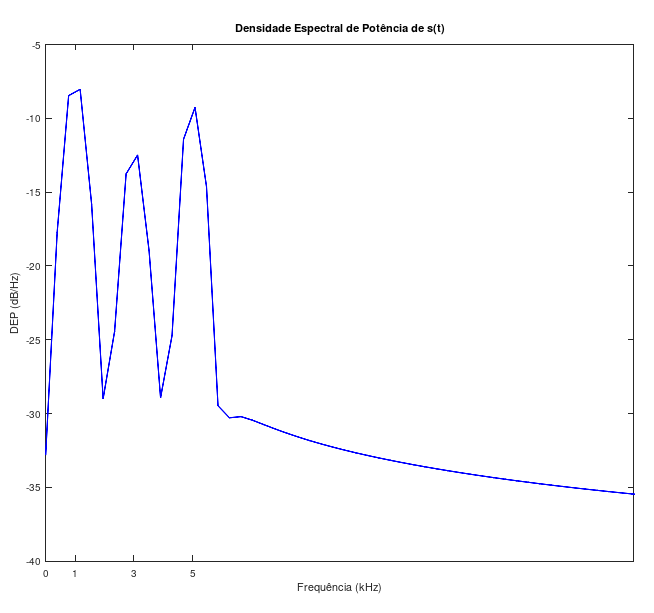 Densidade Espectral de Potência de s(t)
-5
-10
-15
-20
-25
-30
-35
-40
DEP (dB/Hz)
0 1 3 5
Frequência (kHz)